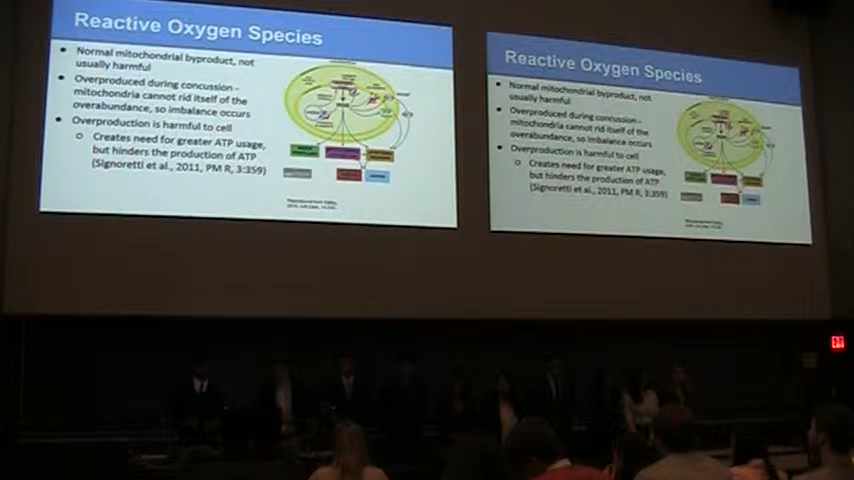 Reactive Oxygen Species
Normal mitochondrial byproduct, not
usually harmful
Overproduced during concussion -
mitochondria cannot rid itself of the
overabundance, so imbalance occurs
Overproduction is harmful to cell
Creates need for greater ATP usage,
but hinders the production of ATP
(Signoretti et al., 2011, PM R, 3:359)
Reactive Oxygen Species
Normal mitochondrial byproduct, not
usually harmful
Overproduced during concussion -
mitochondria cannot rid itself of the
overabundance, so imbalance occurs
Overproduction is harmful to cell
Creates need for greater ATP usage,
but hinders the production of ATP
(Signoretti et al., 2011, PM R, 3:359)